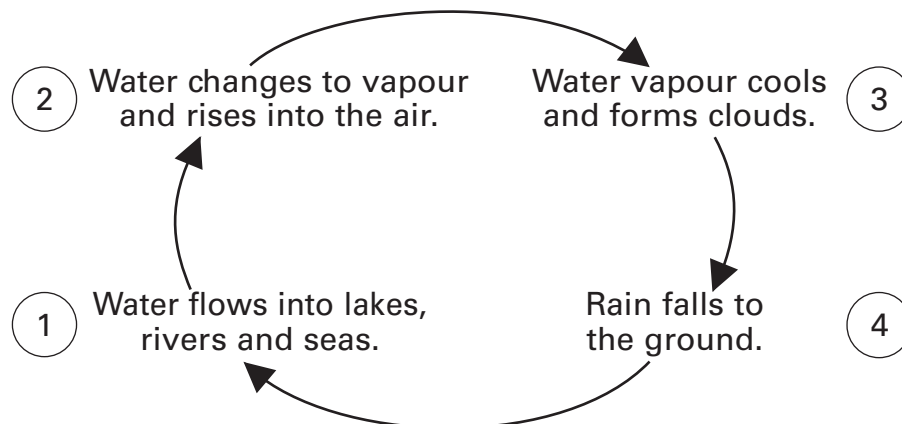 2
Water changes to vapour
and rises into the air.
Water vapour cools
and forms clouds.
3
1
Water flows into lakes,
rivers and seas.
Rain falls to
the ground.
4